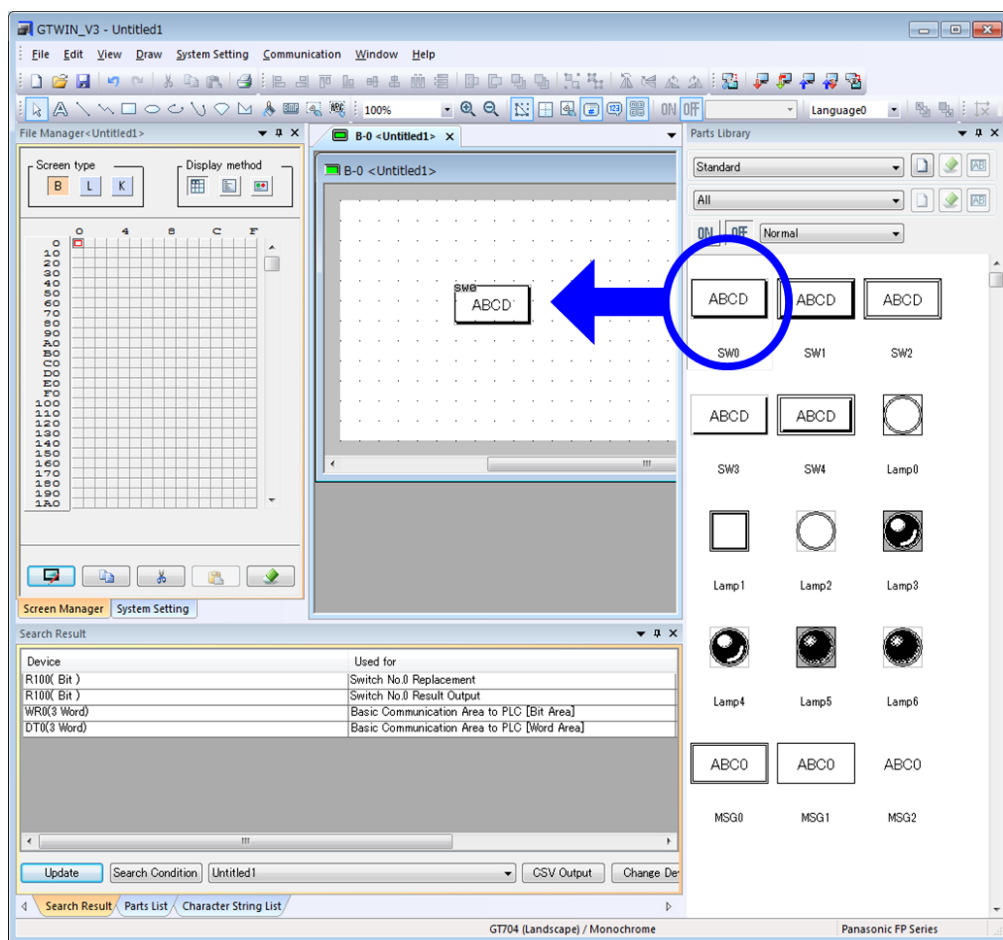 GTWIN_V3 - Untitled1
File Edit View Draw System Setting Communication Window Help
100%
ON OFF
Language0
File Manager<Untitled1>
B-0 <Untitled1>
Parts Library
Screen type
B L K
Display method
0 4 8 C F
0
10
20
30
40
50
60
70
80
90
A0
B0
C0
D0
E0
F0
100
110
120
130
140
150
160
170
180
190
1A0
Screen Manager System Setting
B-0 <Untitled1>
SW0
ABCD
Standard
All
ON OFF Normal
ABCD ABCD ABCD
SW0 SW1 SW2
ABCD ABCD
SW3 SW4 Lamp0
Lamp1 Lamp2 Lamp3
Lamp4 Lamp5 Lamp6
ABC0 ABC0 ABC0
MSG0 MSG1 MSG2
Search Result
Device Used for
R100( Bit ) Switch No.0 Replacement
R100( Bit ) Switch No.0 Result Output
WR0(3 Word) Basic Communication Area to PLC [Bit Area]
DT0(3 Word) Basic Communication Area to PLC [Word Area]
Update Search Condition Untitled1 CSV Output Change De
Search Result Parts List Character String List
GT704 (Landscape) / Monochrome Panasonic FP Series